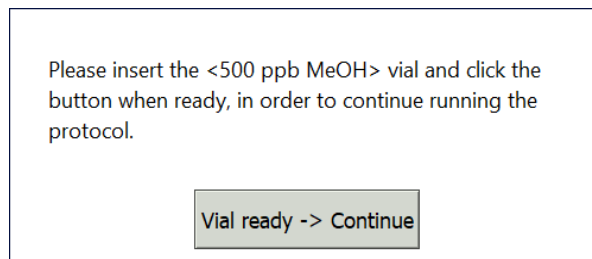 Please insert the <500 ppb MeOH> vial and click the
button when ready, in order to continue running the
protocol.
Vial ready -> Continue